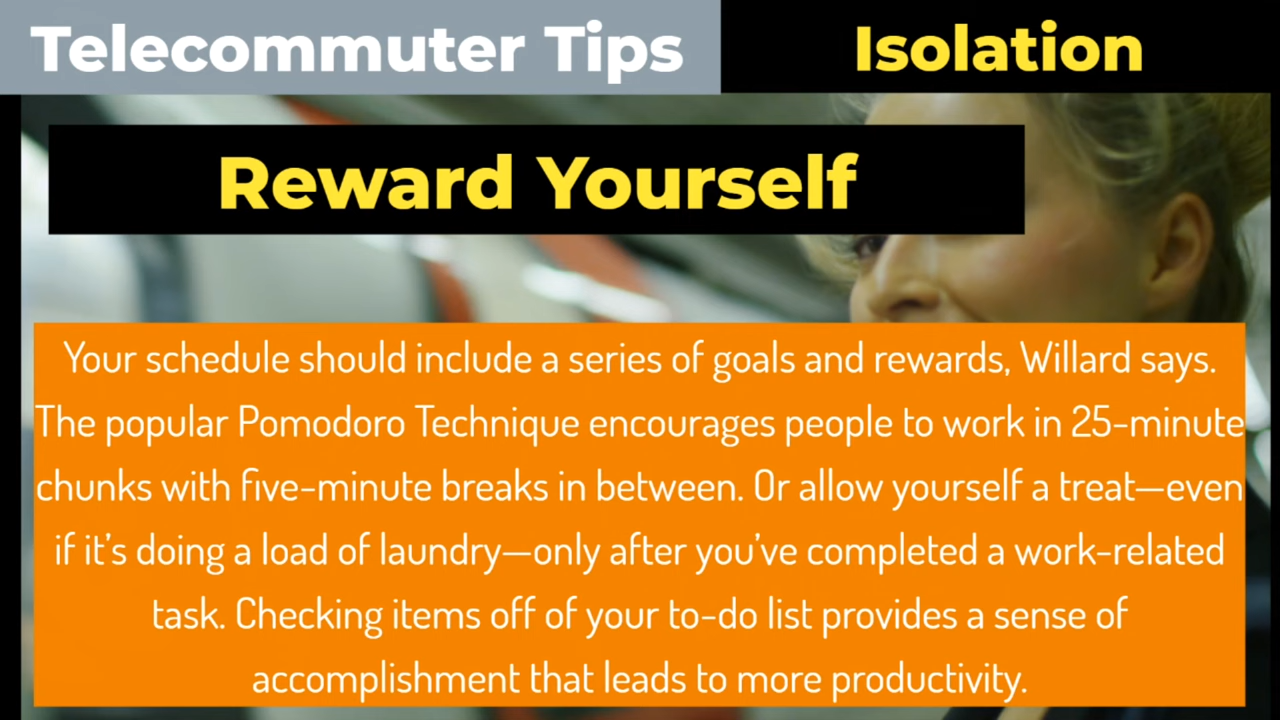 Telecommuter Tips
Isolation
Reward Yourself
Your schedule should include a series of goals and rewards, Willard says.
The popular Pomodoro Technique encourages people to work in 25-minute
chunks with five-minute breaks in between. Or allow yourself a treat—even
if it’s doing a load of laundry—only after you’ve completed a work-related
task. Checking items off of your to-do list provides a sense of
accomplishment that leads to more productivity.